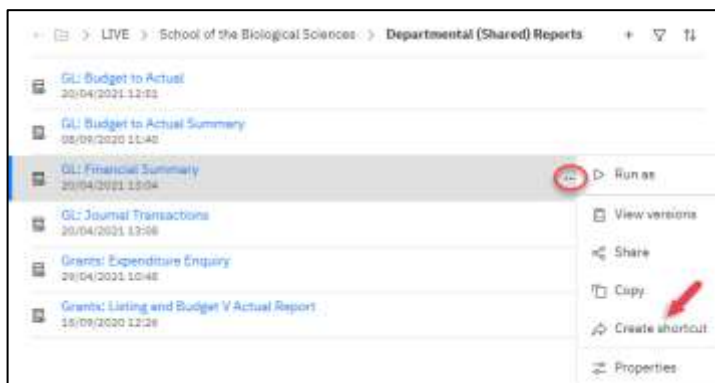 LIVE > School of the Biological Sciences > Departmental (Shared) Reports
GL: Budget to Actual
20/04/2021 12:51
GL: Budget to Actual Summary
08/09/2020 11:40
GL: Financial Summary
20/04/2021 13:04
GL: Journal Transactions
20/04/2021 13:08
Grants: Expenditure Enquiry
29/04/2021 10:48
Grants: Listing and Budget V Actual Report
16/09/2020 12:26
Run as
View versions
Share
Copy
Create shortcut
Properties